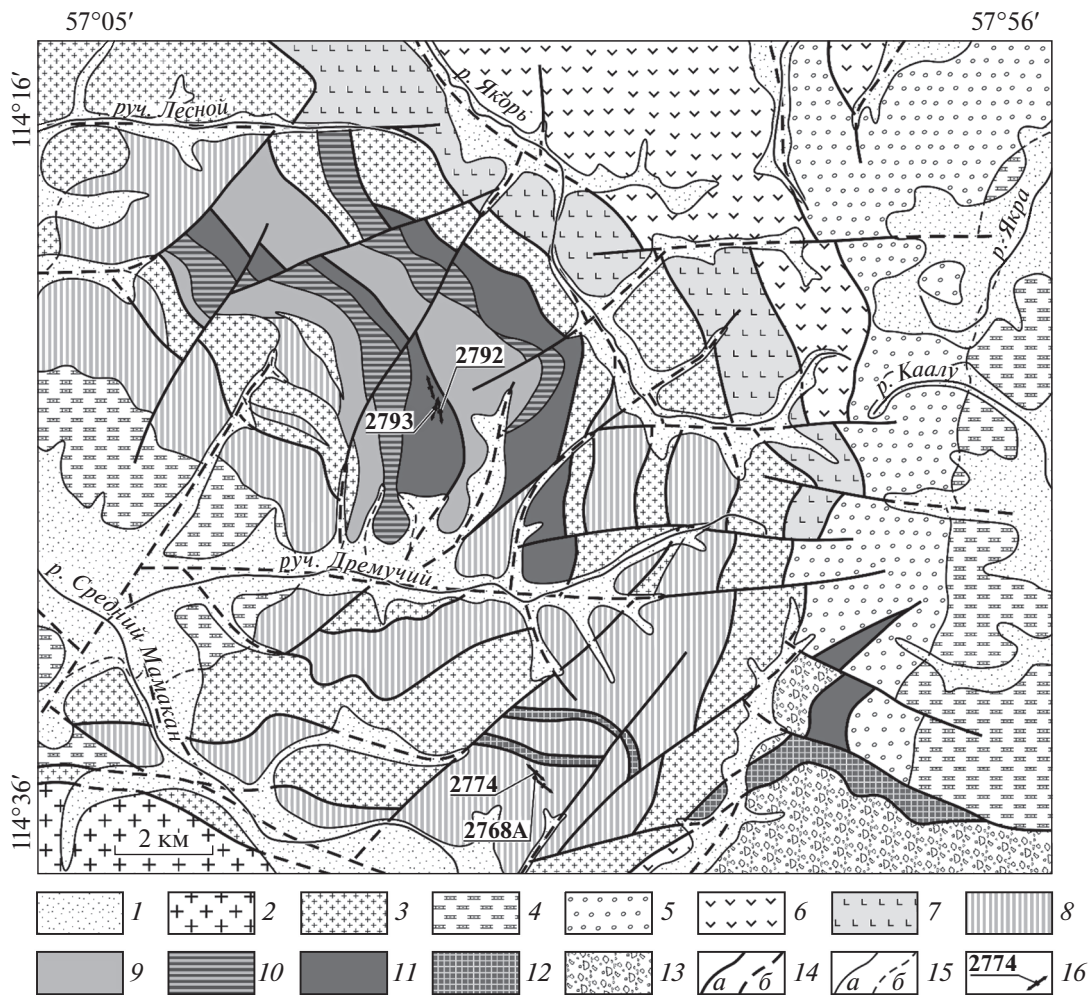 57°05′ 57°56′
114°16′
р. Якорь
руч. Лесной
р. Якра
2792
р. Каалу
2793
руч. Дремучий
р. Средний Мамакан
2774
114°36′
2768А
2 км
1 2 3 4 5 6 7 8
9 10 11 12 13 а б 14 а б 15 2774 16